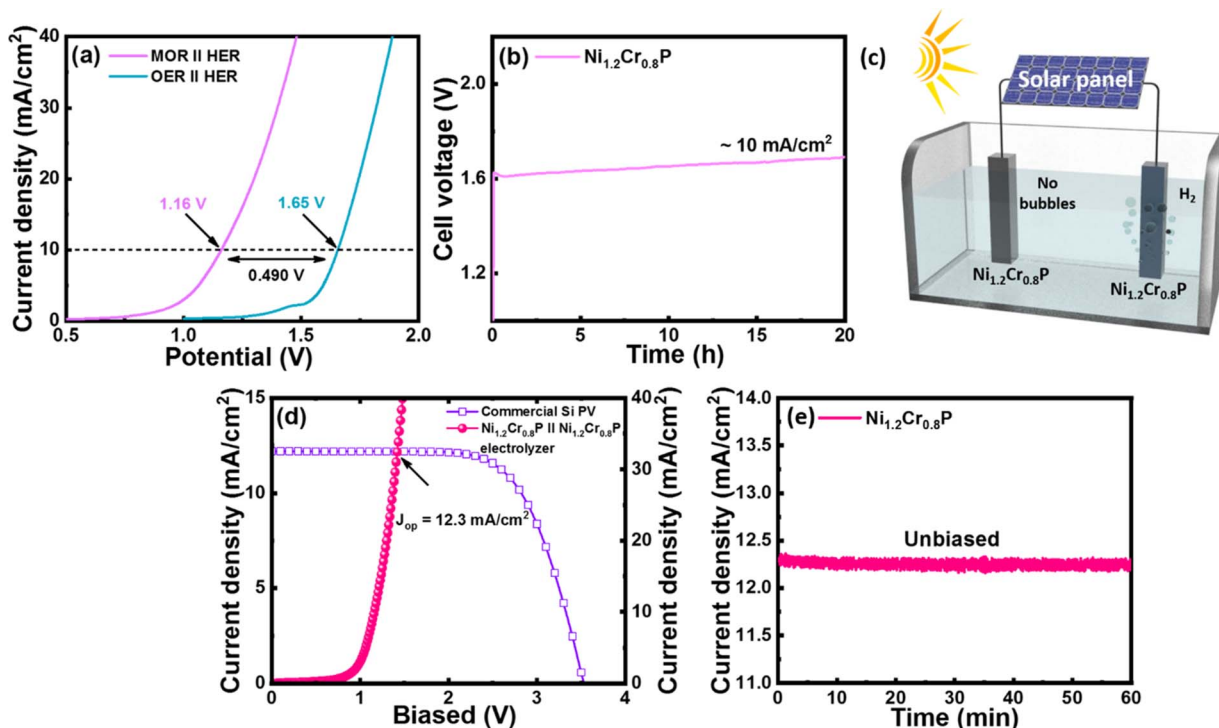 (a)
MOR II HER
OER II HER
1.16 V
1.65 V
0.490 V
Current density (mA/cm²)
40
30
20
10
0
0.5
1.0
1.5
2.0
Potential (V)
(b)
Ni₁.₂Cr₀.₈P
~ 10 mA/cm²
Cell voltage (V)
2.0
1.6
1.2
0
4
8
12
16
20
Time (h)
(c)
Solar panel
No
bubbles
H₂
Ni₁.₂Cr₀.₈P
Ni₁.₂Cr₀.₈P
(d)
Commercial Si PV
Ni₁.₂Cr₀.₈P II Ni₁.₂Cr₀.₈P
electrolyzer
Jop = 12.3 mA/cm²
Current density (mA/cm²)
15
10
5
0
0
1
2
3
4
Biased (V)
40
30
20
10
0
Current density (mA/cm²)
(e)
Ni₁.₂Cr₀.₈P
Unbiased
Current density (mA/cm²)
14.0
13.5
13.0
12.5
12.0
11.5
11.0
0
10
20
30
40
50
60
Time (min)